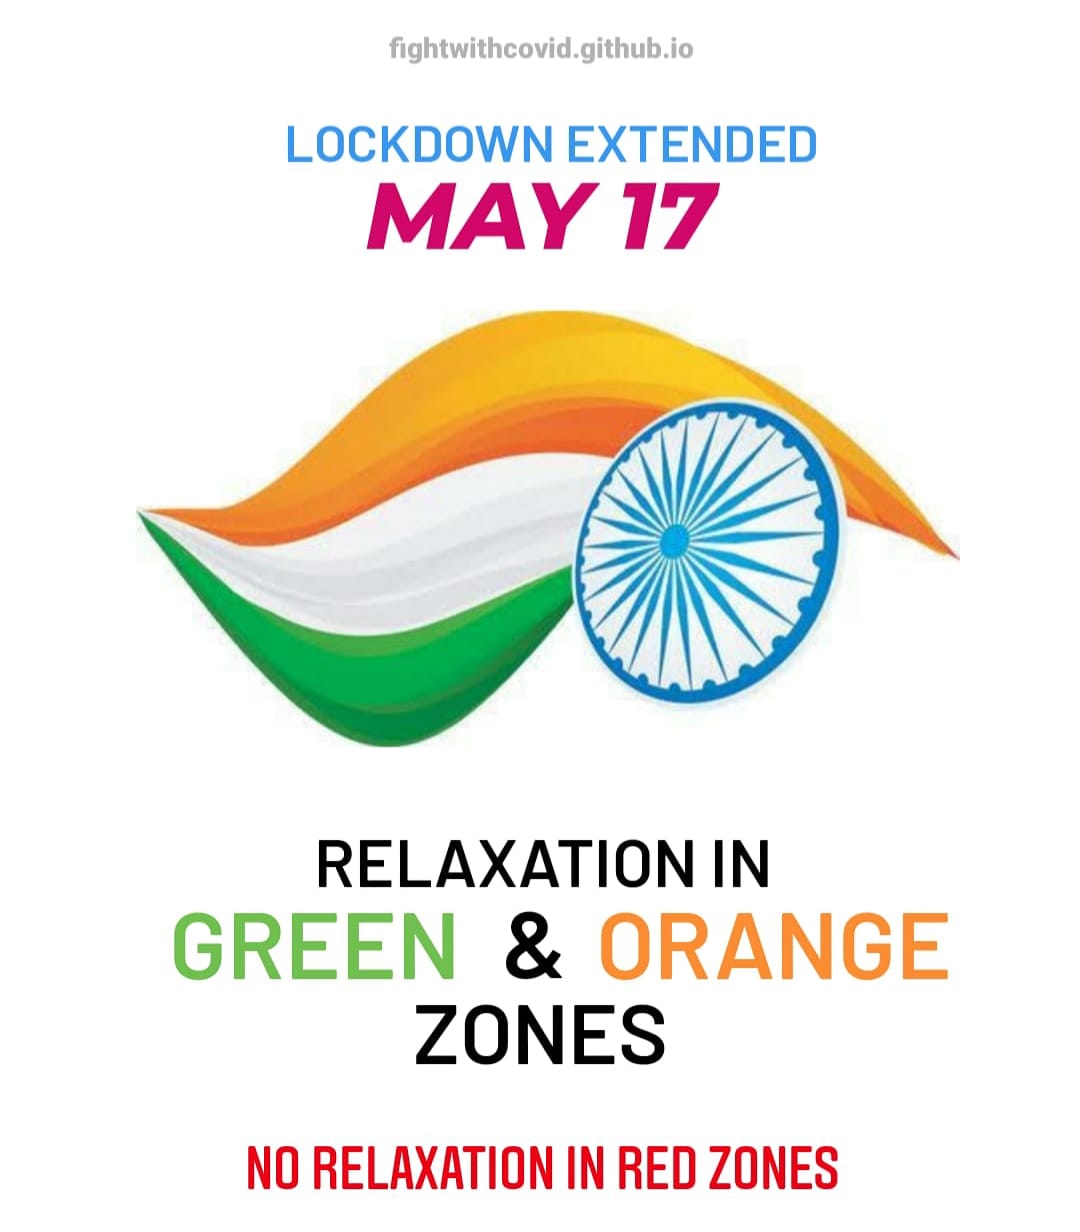 fightwithcovid.github.io
LOCKDOWN EXTENDED
MAY 17
RELAXATION IN
GREEN & ORANGE
ZONES
NO RELAXATION IN RED ZONES